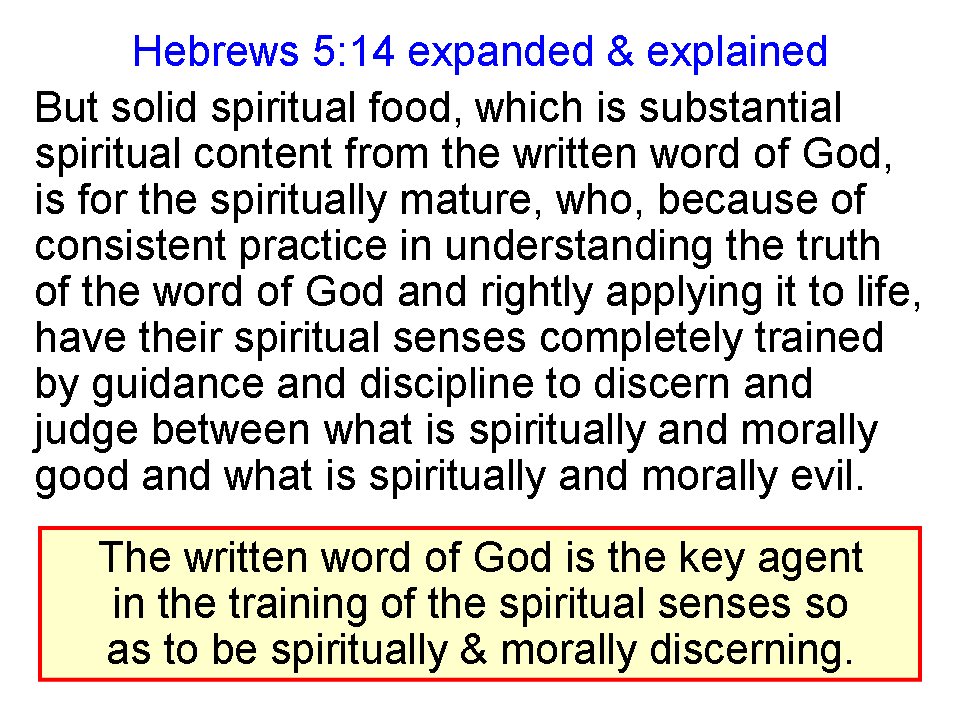 Hebrews 5:14 expanded & explained
But solid spiritual food, which is substantial
spiritual content from the written word of God,
is for the spiritually mature, who, because of
consistent practice in understanding the truth
of the word of God and rightly applying it to life,
have their spiritual senses completely trained
by guidance and discipline to discern and
judge between what is spiritually and morally
good and what is spiritually and morally evil.
The written word of God is the key agent
in the training of the spiritual senses so
as to be spiritually & morally discerning.